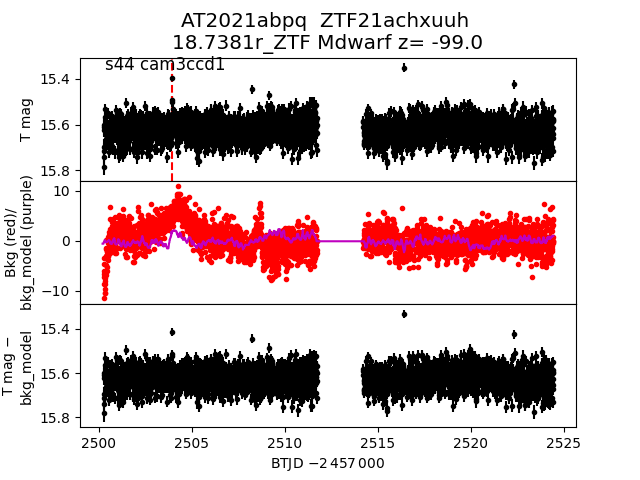 AT2021abpq  ZTF21achxuuh
18.7381r_ZTF Mdwarf z= -99.0
s44 cam3ccd1
15.4
15.6
15.8
T mag
10
0
−10
Bkg (red)/
bkg_model (purple)
15.4
15.6
15.8
T mag −
bkg_model
2500
2505
2510
2515
2520
2525
BTJD −2 457 000